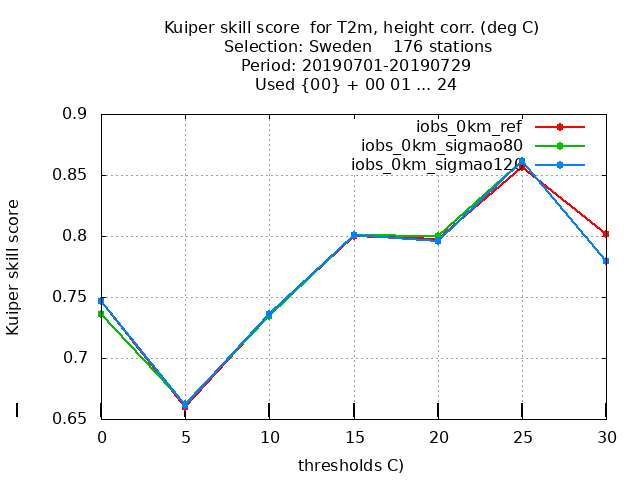 Kuiper skill score  for T2m, height corr. (deg C)
Selection: Sweden    176 stations
Period: 20190701-20190729
Used {00} + 00 01 ... 24
iobs_0km_ref
iobs_0km_sigmao80
iobs_0km_sigmao120
0.9
0.85
0.8
0.75
0.7
0.65
Kuiper skill score
0 5 10 15 20 25 30
thresholds C)